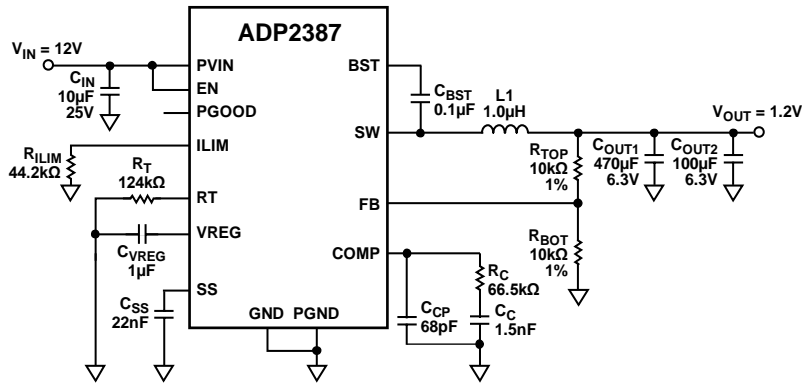 ADP2387
V_IN = 12V
C_IN
10µF
25V
PVIN
EN
PGOOD
ILIM
R_ILIM
44.2kΩ
R_T
124kΩ
RT
VREG
C_VREG
1µF
SS
C_SS
22nF
GND PGND
BST
C_BST
0.1µF
SW
L1
1.0µH
V_OUT = 1.2V
R_TOP
10kΩ
1%
C_OUT1
470µF
6.3V
C_OUT2
100µF
6.3V
FB
R_BOT
10kΩ
1%
COMP
R_C
66.5kΩ
C_CP
68pF
C_C
1.5nF